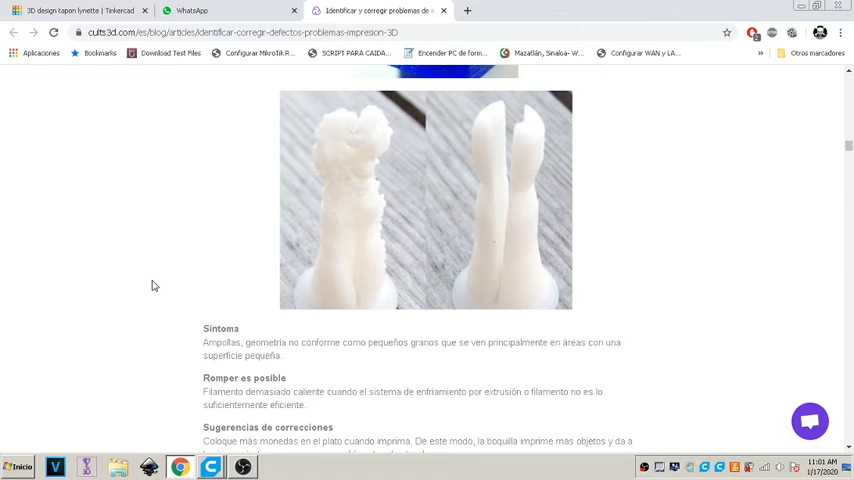 3D design tapon lynette | Tinkercad
WhatsApp
Identificar y corregir problemas de
cults3d.com/es/blog/articles/identificar-corregir-defectos-problemas-impresion-3D
Aplicaciones
Bookmarks
Download Test Files
Configurar MikroTiK R...
SCRIPT PARA CAIDA...
Encender PC de form...
Mazatlán, Sinaloa- W...
Configurar WAN y LA...
»
Otros marcadores
Síntoma
Ampollas, geometría no conforme como pequeños granos que se ven principalmente en áreas con una
superficie pequeña.
Romper es posible
Filamento demasiado caliente cuando el sistema de enfriamiento por extrusión o filamento no es lo
suficientemente eficiente.
Sugerencias de correcciones
Coloque más monedas en el plato cuando imprima. De este modo, la boquilla imprime más objetos y da a
Inicio
11:01 AM
1/17/2020